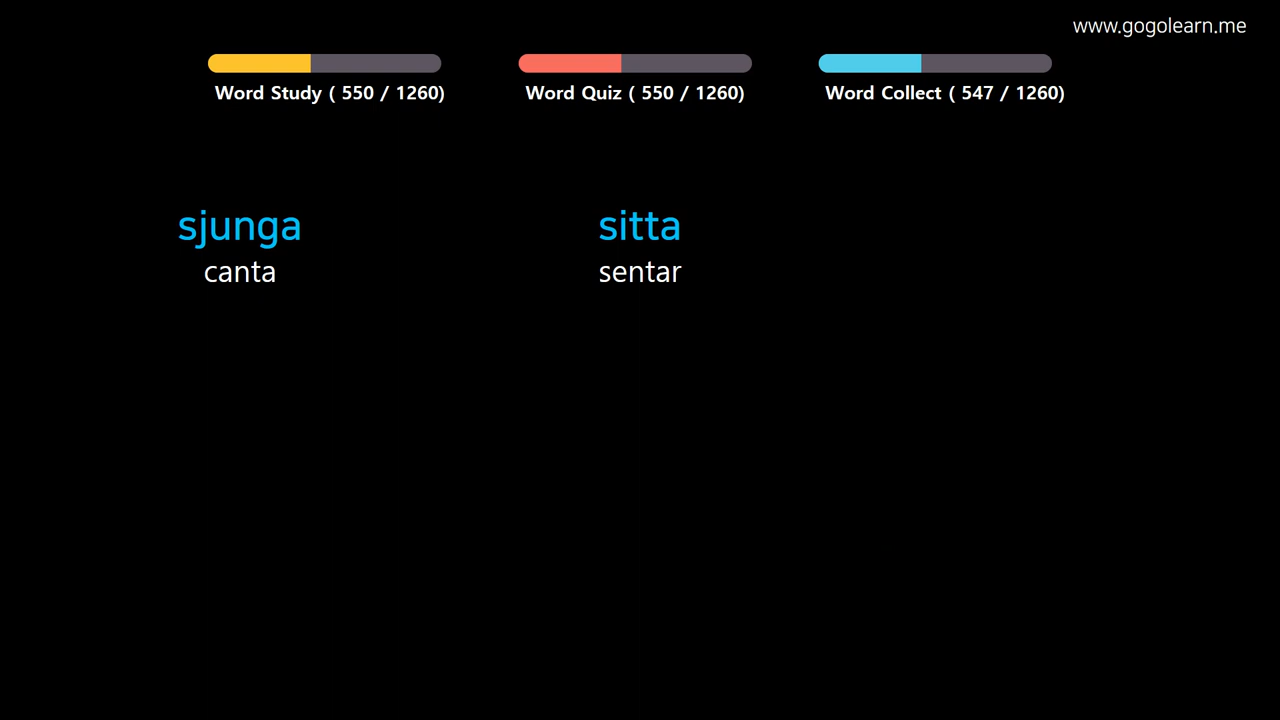 www.gogolearn.me
Word Study ( 550 / 1260)
Word Quiz ( 550 / 1260)
Word Collect ( 547 / 1260)
sjunga
canta
sitta
sentar